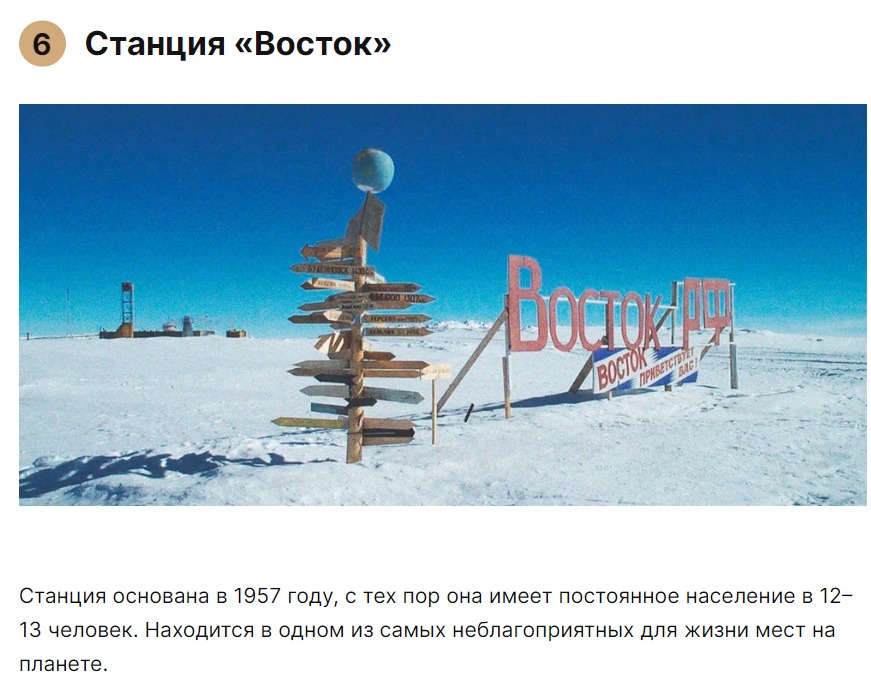 6 Станция «Восток»
ВОСТОК РФ
ВОСТОК
ПРИВЕТСТВУЕТ
ВАС!
Станция основана в 1957 году, с тех пор она имеет постоянное население в 12–
13 человек. Находится в одном из самых неблагоприятных для жизни мест на
планете.